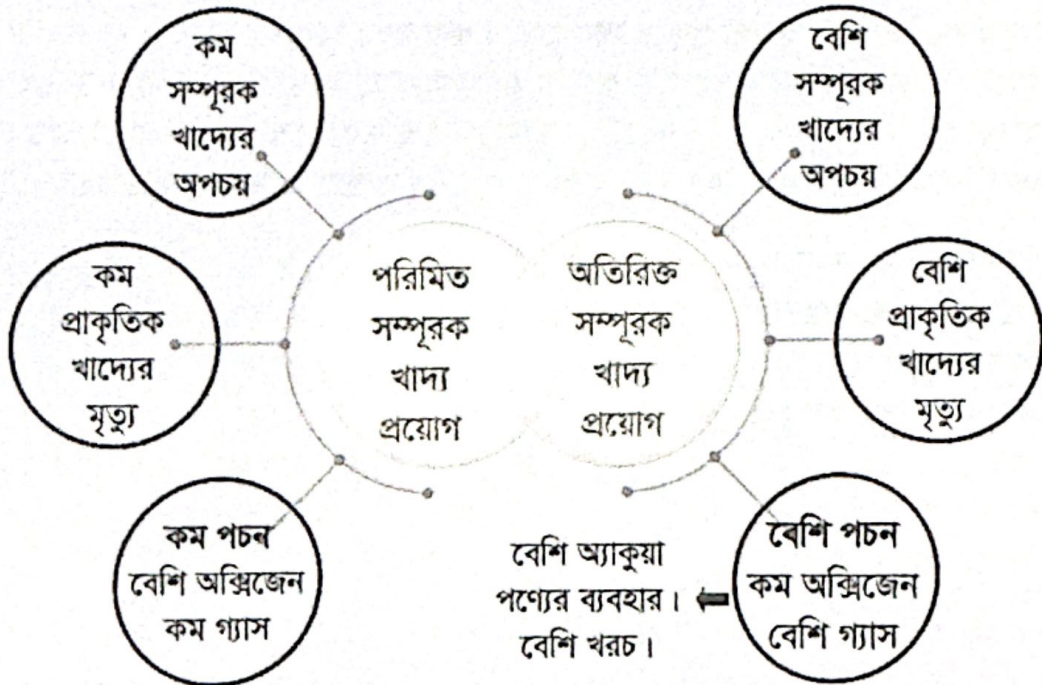 কম
সম্পূরক
খাদ্যের
অপচয়
বেশি
সম্পূরক
খাদ্যের
অপচয়
কম
প্রাকৃতিক
খাদ্যের
মৃত্যু
পরিমিত
সম্পূরক
খাদ্য
প্রয়োগ
অতিরিক্ত
সম্পূরক
খাদ্য
প্রয়োগ
বেশি
প্রাকৃতিক
খাদ্যের
মৃত্যু
কম পচন
বেশি অক্সিজেন
কম গ্যাস
বেশি অ্যাকুয়া
পণ্যের ব্যবহার।
বেশি খরচ।
বেশি পচন
কম অক্সিজেন
বেশি গ্যাস